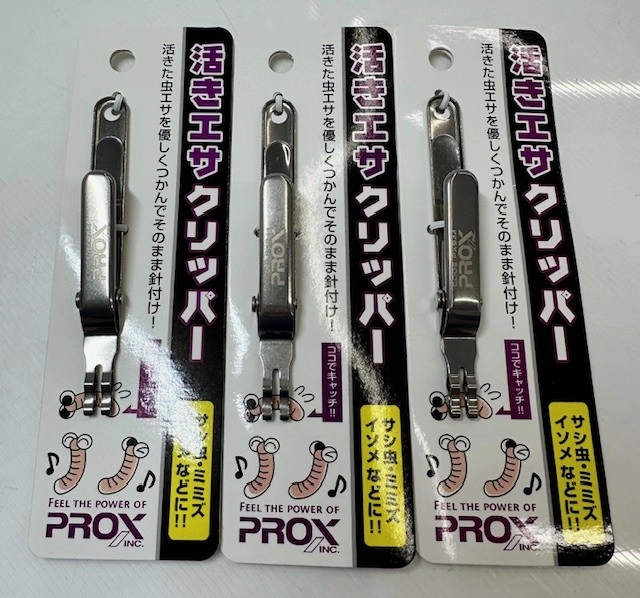 活きエサクリッパー
活きた虫エサを優しくつかんでそのまま針付け!
PROX
ココでキャッチ!!
サシ虫・ミミズ
イソメなどに!!
FEEL THE POWER OF
PROX INC.
活きエサクリッパー
活きた虫エサを優しくつかんでそのまま針付け!
PROX
ココでキャッチ!!
サシ虫・ミミズ
イソメなどに!!
FEEL THE POWER OF
PROX INC.
活きエサクリッパー
活きた虫エサを優しくつかんでそのまま針付け!
PROX
ココでキャッチ!!
サシ虫・ミミズ
イソメなどに!!
FEEL THE POWER OF
PROX INC.